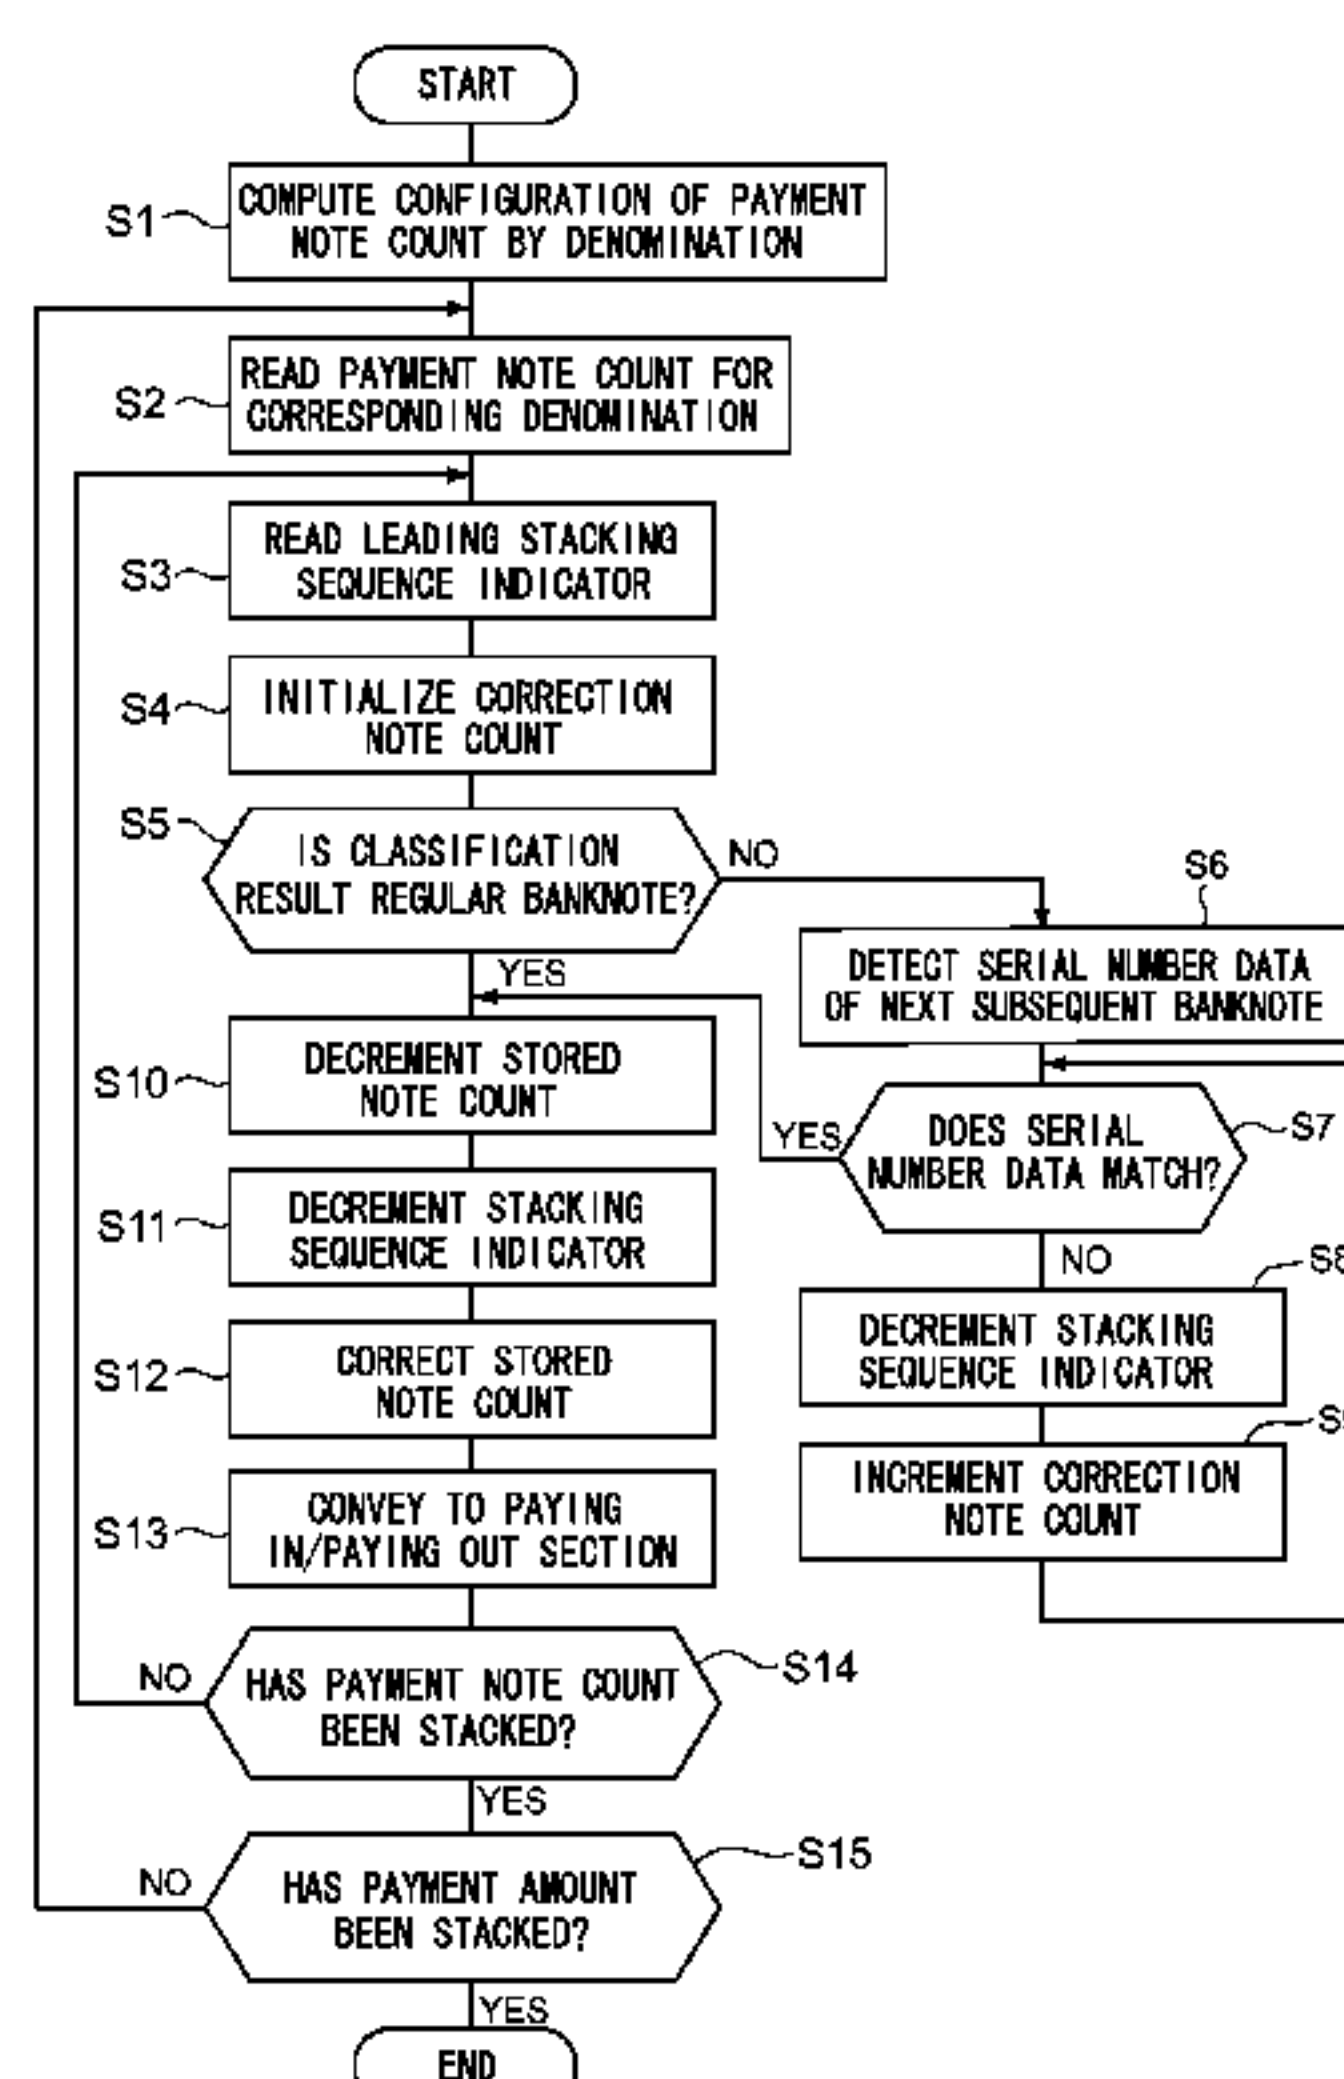 START
S1
COMPUTE CONFIGURATION OF PAYMENT
NOTE COUNT BY DENOMINATION
S2
READ PAYMENT NOTE COUNT FOR
CORRESPONDING DENOMINATION
S3
READ LEADING STACKING
SEQUENCE INDICATOR
S4
INITIALIZE CORRECTION
NOTE COUNT
S5
IS CLASSIFICATION
RESULT REGULAR BANKNOTE?
NO
YES
S6
DETECT SERIAL NUMBER DATA
OF NEXT SUBSEQUENT BANKNOTE
S7
DOES SERIAL
NUMBER DATA MATCH?
YES
NO
S8
DECREMENT STACKING
SEQUENCE INDICATOR
INCREMENT CORRECTION
NOTE COUNT
S10
DECREMENT STORED
NOTE COUNT
S11
DECREMENT STACKING
SEQUENCE INDICATOR
S12
CORRECT STORED
NOTE COUNT
S13
CONVEY TO PAYING
IN/PAYING OUT SECTION
S14
HAS PAYMENT NOTE COUNT
BEEN STACKED?
NO
YES
S15
HAS PAYMENT AMOUNT
BEEN STACKED?
NO
YES
END